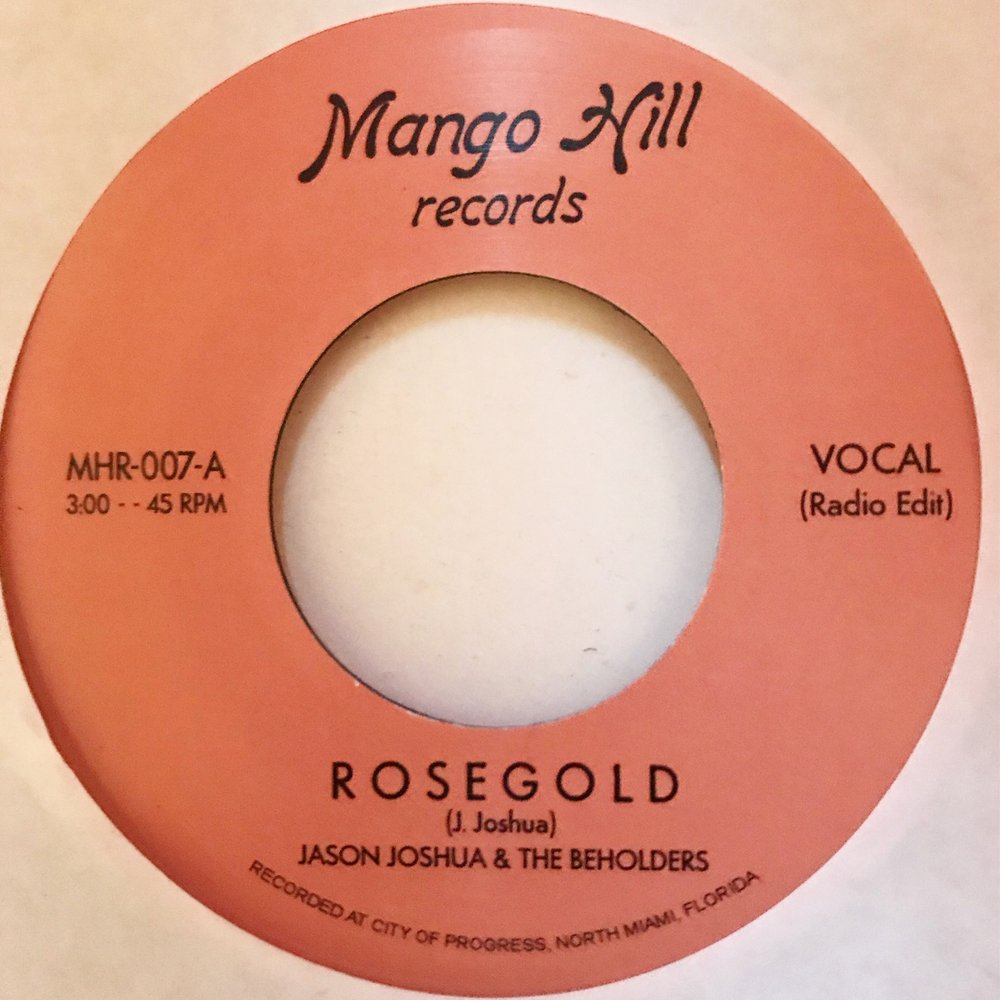 Mango Hill
records
MHR-007-A
3:00 - - 45 RPM
VOCAL
(Radio Edit)
ROSEGOLD
(J. Joshua)
JASON JOSHUA & THE BEHOLDERS
RECORDED AT CITY OF PROGRESS, NORTH MIAMI, FLORIDA